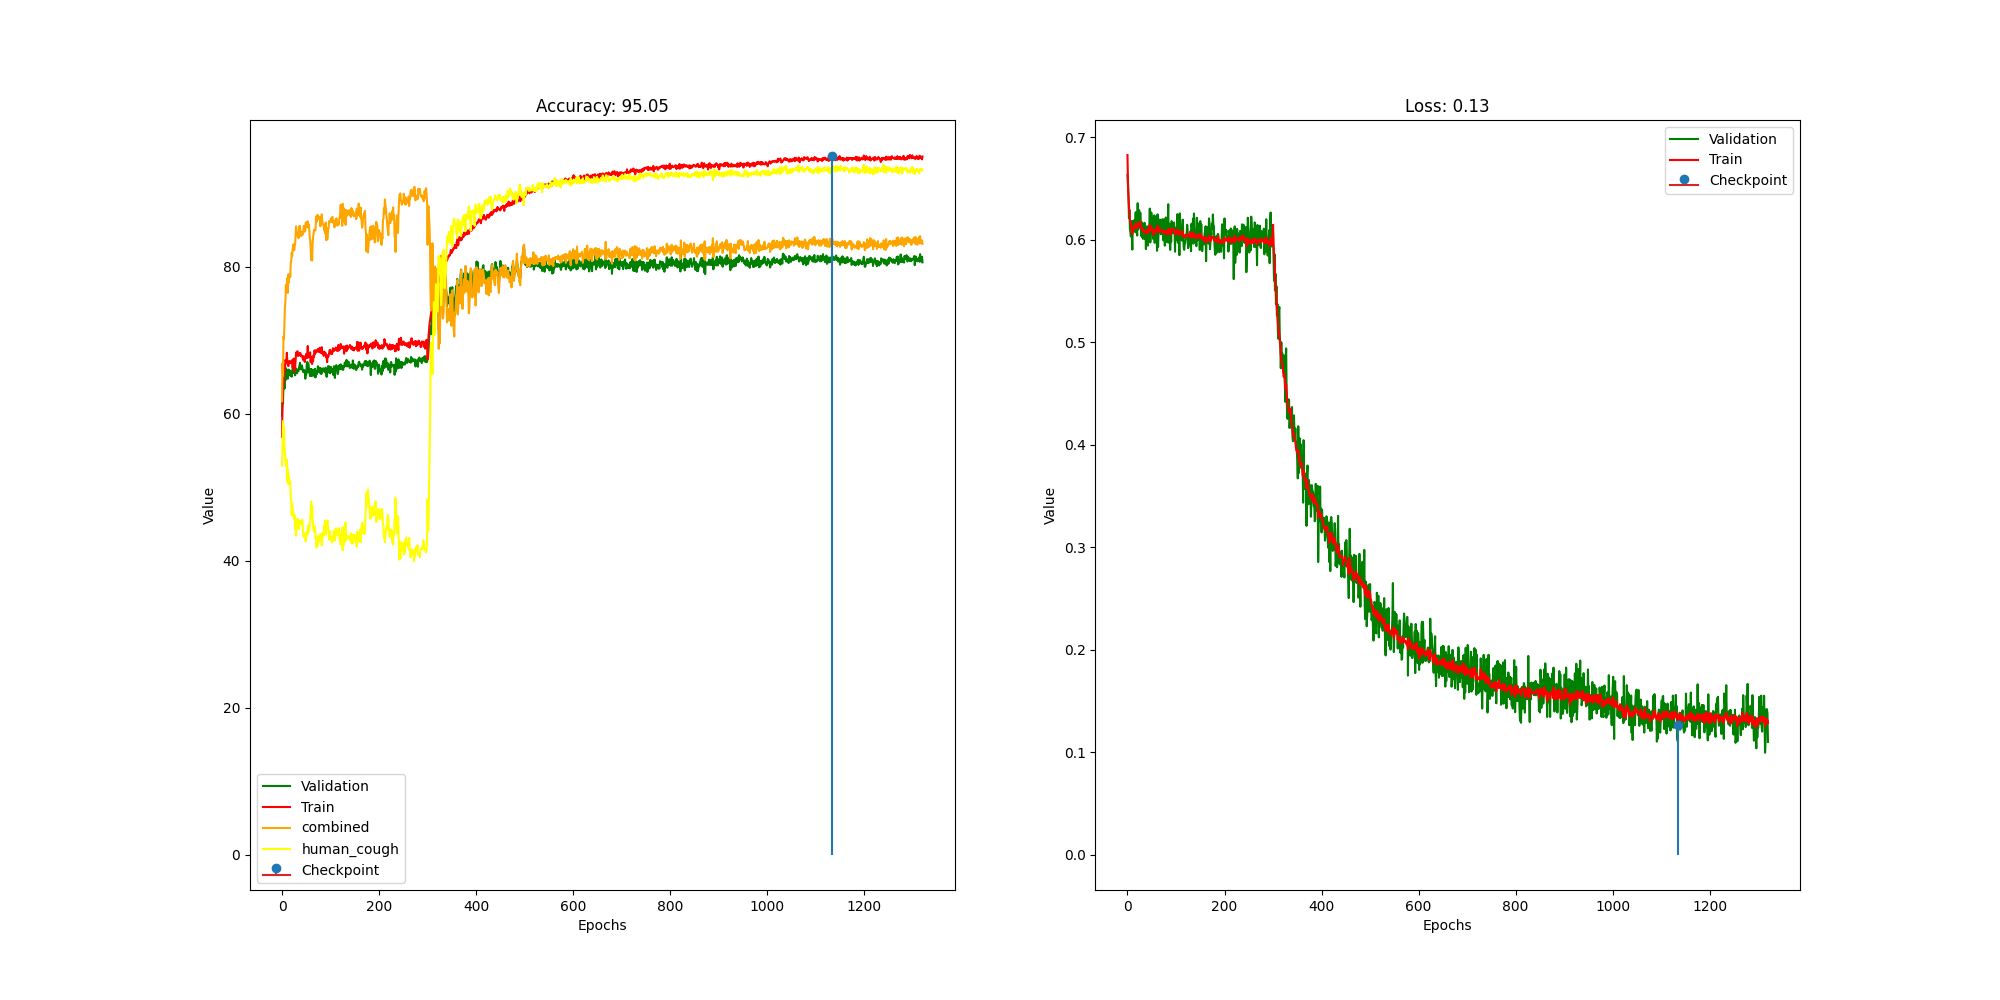 Accuracy: 95.05
Value
80
60
40
20
0
Validation
Train
combined
human_cough
Checkpoint
0 200 400 600 800 1000 1200
Epochs
Loss: 0.13
Value
0.7
0.6
0.5
0.4
0.3
0.2
0.1
0.0
Validation
Train
Checkpoint
0 200 400 600 800 1000 1200
Epochs